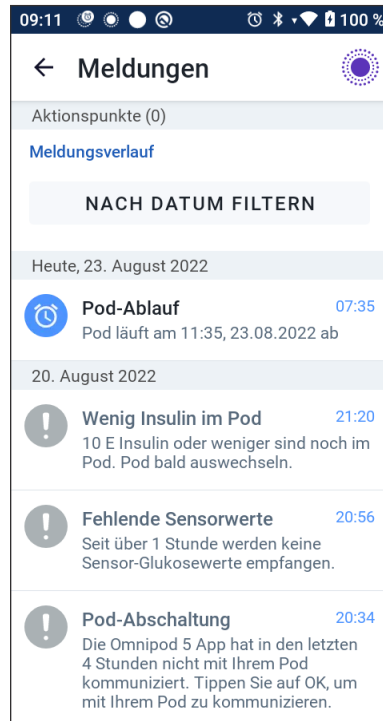 09:11 100 %
Meldungen
Aktionspunkte (0)
Meldungsverlauf
NACH DATUM FILTERN
Heute, 23. August 2022
Pod-Ablauf 07:35
Pod läuft am 11:35, 23.08.2022 ab
20. August 2022
Wenig Insulin im Pod 21:20
10 E Insulin oder weniger sind noch im
Pod. Pod bald auswechseln.
Fehlende Sensorwerte 20:56
Seit über 1 Stunde werden keine
Sensor-Glukosewerte empfangen.
Pod-Abschaltung 20:34
Die Omnipod 5 App hat in den letzten
4 Stunden nicht mit Ihrem Pod
kommuniziert. Tippen Sie auf OK, um
mit Ihrem Pod zu kommunizieren.